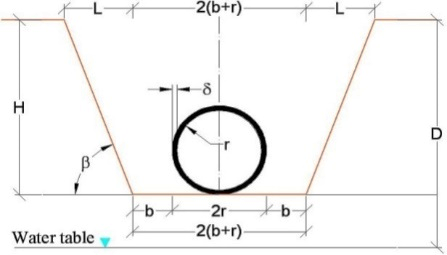 L 2(b+r) L
δ
H r D
β
b 2r b
2(b+r)
Water table